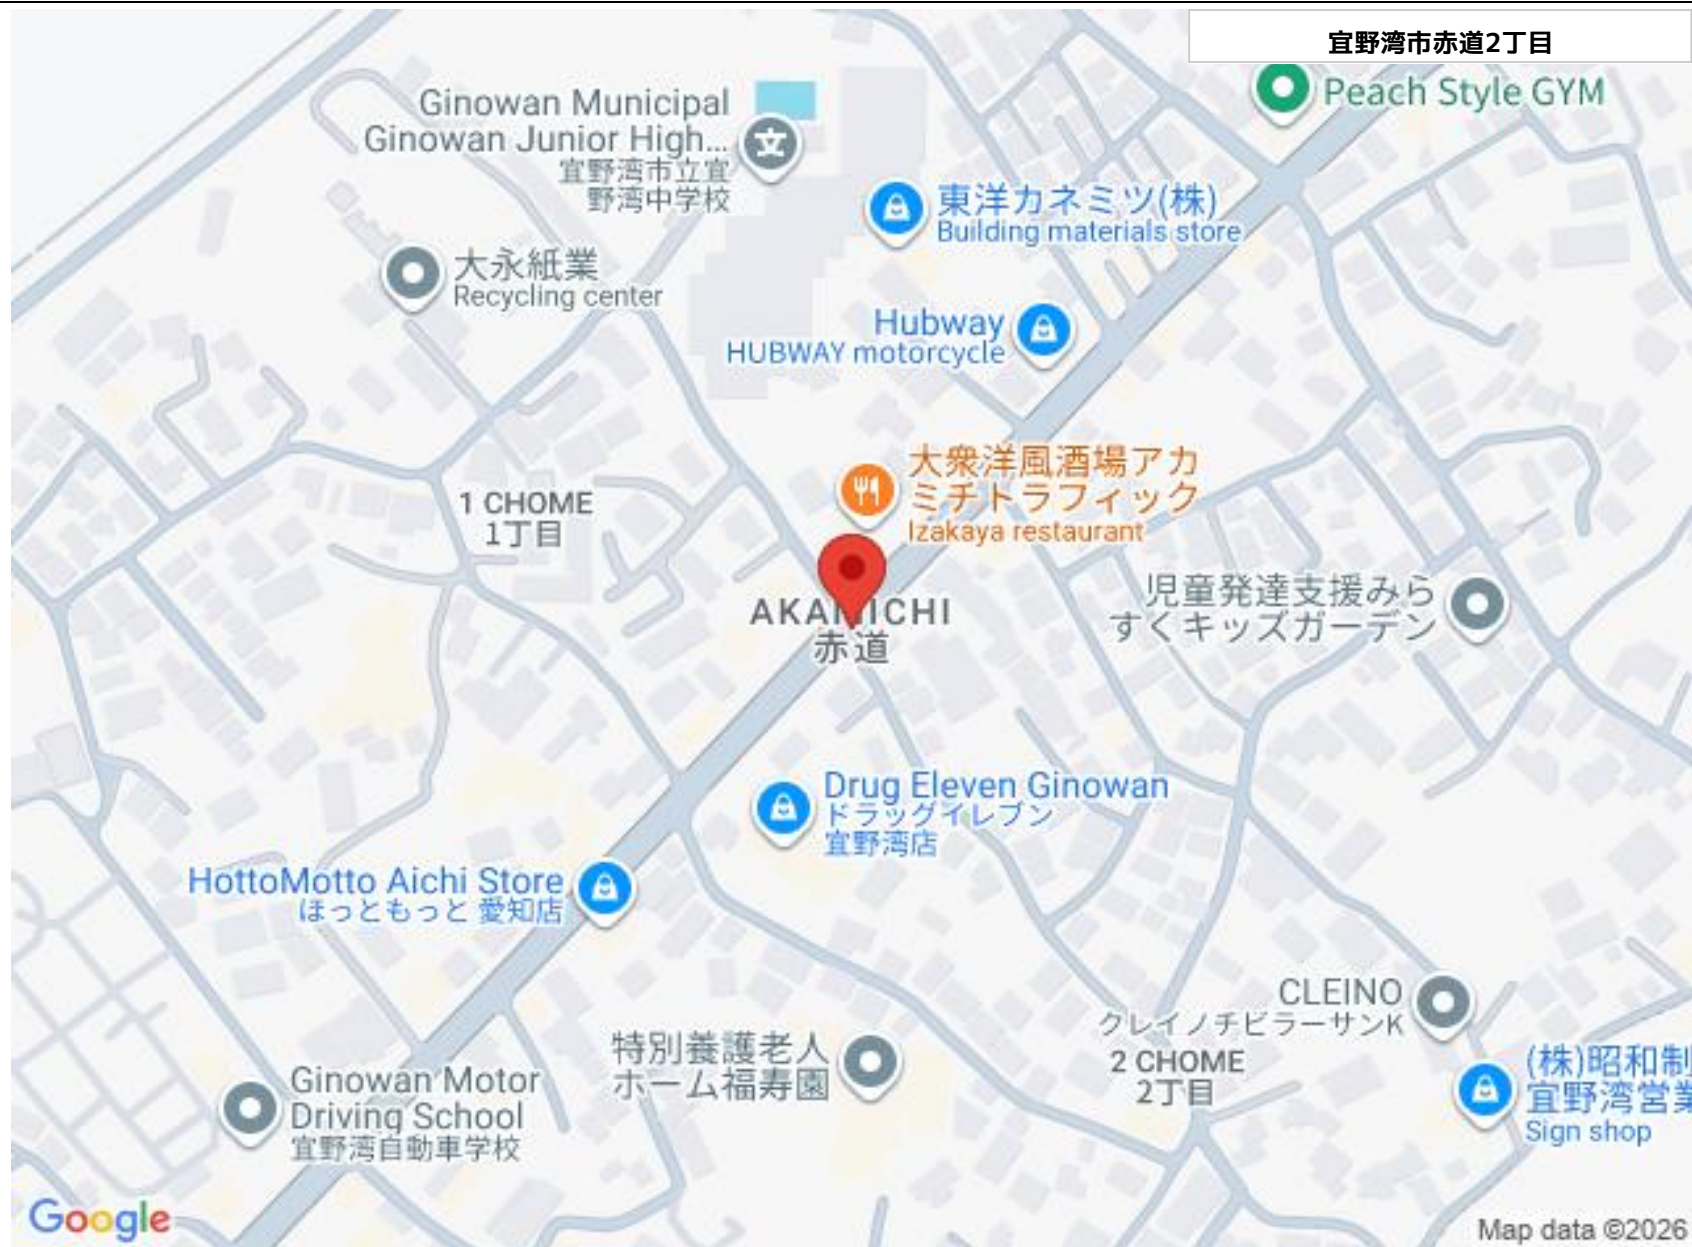 宜野湾市赤道2丁目
Peach Style GYM
Ginowan Municipal
Ginowan Junior High...
宜野湾市立宜
野湾中学校
東洋カネミツ(株)
Building materials store
大永紙業
Recycling center
Hubway
HUBWAY motorcycle
大衆洋風酒場アカ
ミチトラフィック
Izakaya restaurant
1 CHOME
1丁目
AKAMICHI
赤道
児童発達支援みら
すくキッズガーデン
Drug Eleven Ginowan
ドラッグイレブン
宜野湾店
HottoMotto Aichi Store
ほっともっと 愛知店
CLEINO
クレイノチビラーサンK
2 CHOME
2丁目
特別養護老人
ホーム福寿園
(株)昭和制
宜野湾営業
Sign shop
Ginowan Motor
Driving School
宜野湾自動車学校
Google
Map data ©2026